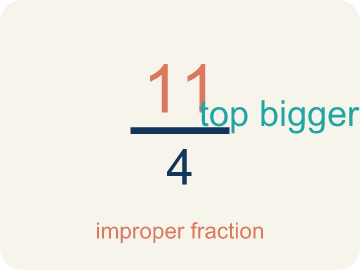 11
top bigger
4
improper fraction